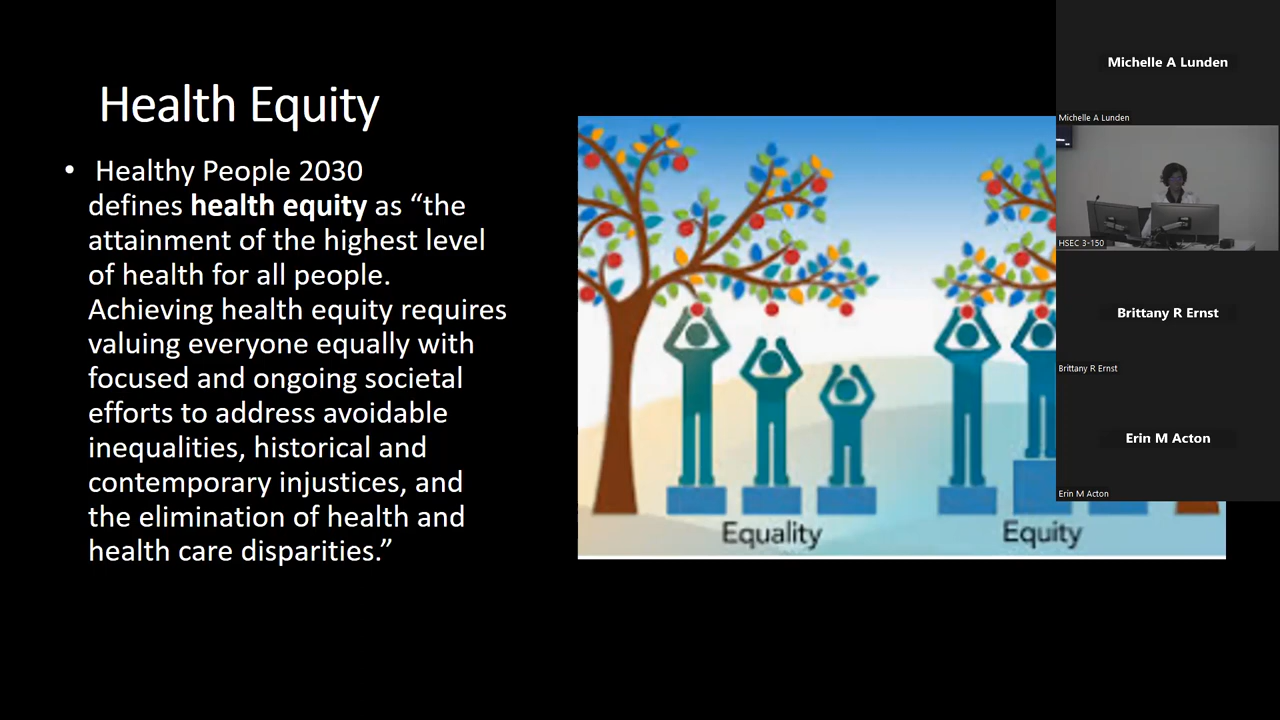 Health Equity
• Healthy People 2030
defines health equity as “the
attainment of the highest level
of health for all people.
Achieving health equity requires
valuing everyone equally with
focused and ongoing societal
efforts to address avoidable
inequalities, historical and
contemporary injustices, and
the elimination of health and
health care disparities.”
Equality
Equity
Michelle A Lunden
Michelle A Lunden
HSEC 3-150
Brittany R Ernst
Brittany R Ernst
Erin M Acton
Erin M Acton